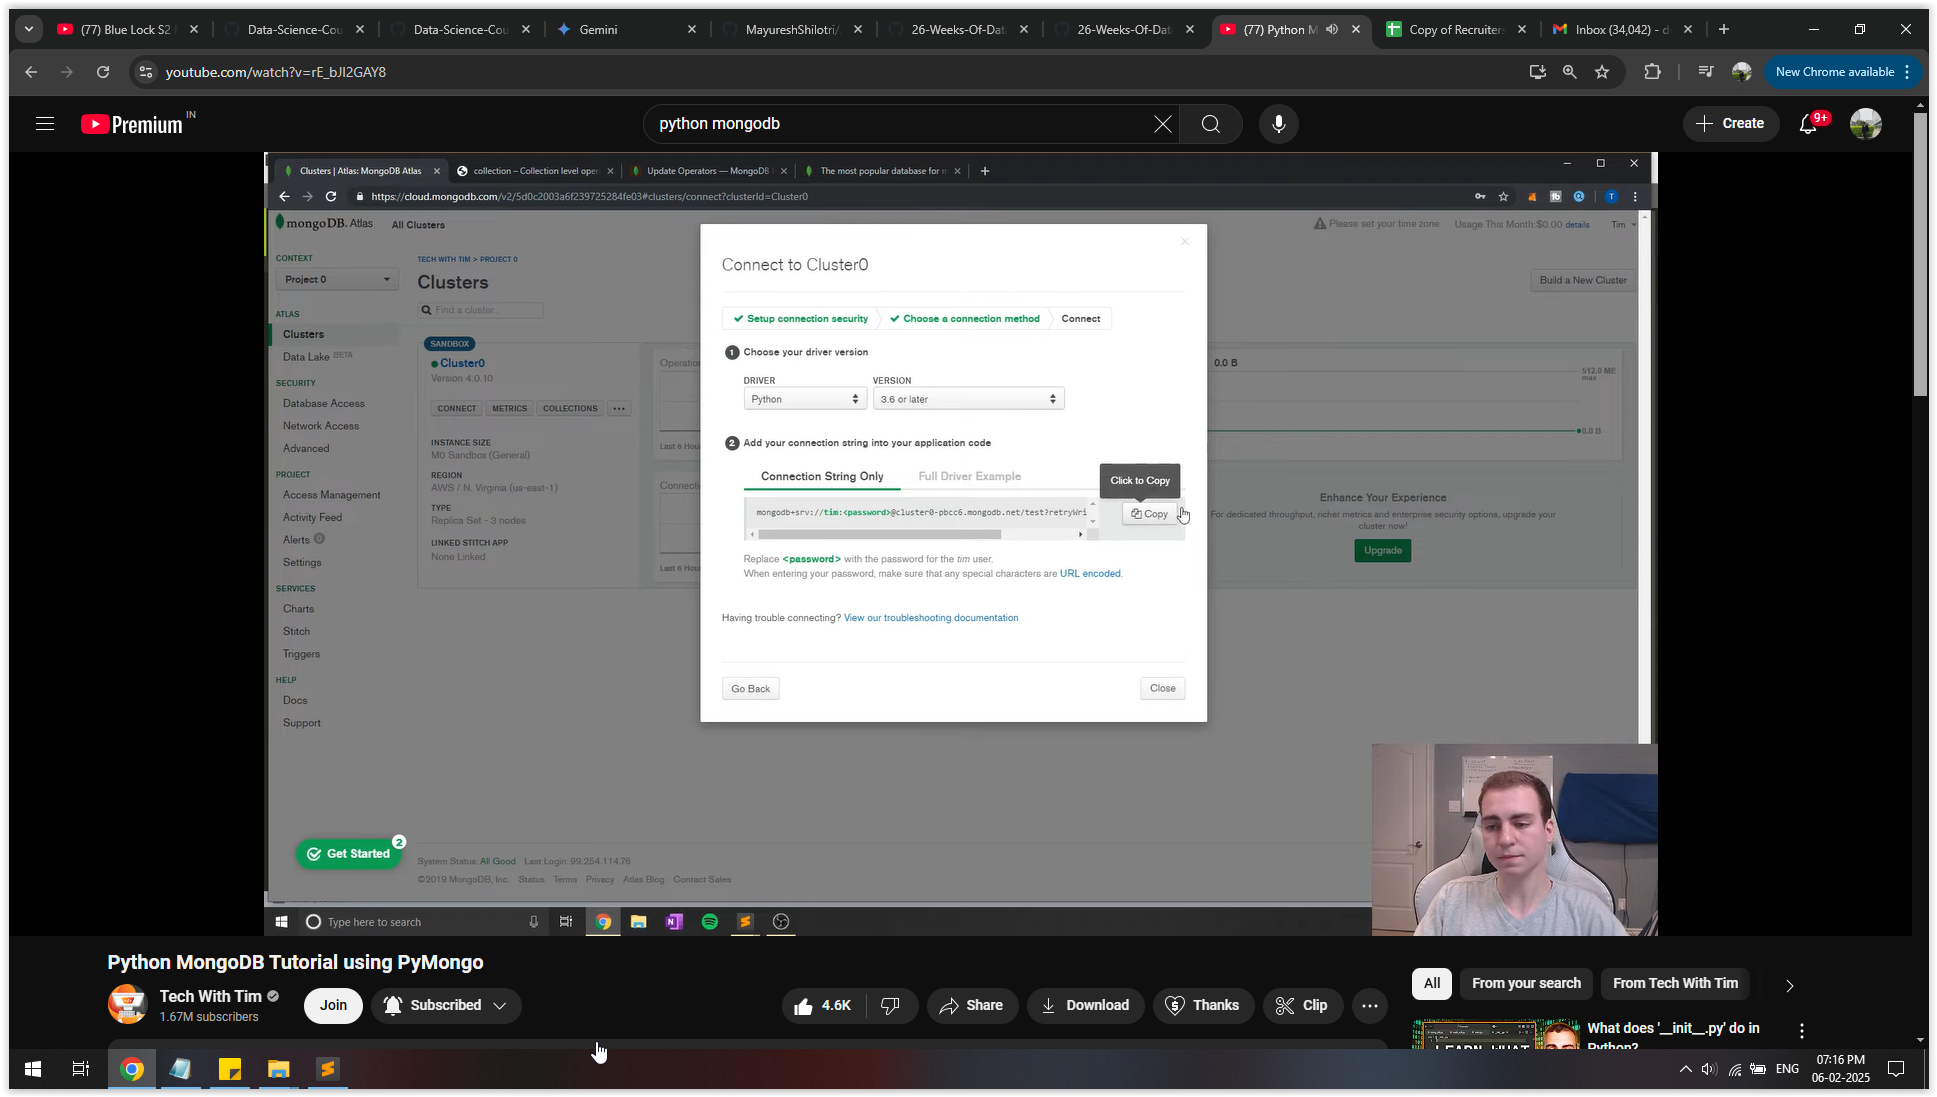 (77) Blue Lock S2
Data-Science-Cou
Data-Science-Cou
Gemini
MayureshShilotri/
26-Weeks-Of-Dat
26-Weeks-Of-Dat
(77) Python M
Copy of Recruiters
Inbox (34,042) - d
youtube.com/watch?v=rE_bJl2GAY8
New Chrome available
Premium IN
python mongodb
Create
9+
Clusters | Atlas: MongoDB Atlas
collection – Collection level oper
Update Operators — MongoDB
The most popular database for m
https://cloud.mongodb.com/v2/5d0c2003a6f239725284fe03#clusters/connect?clusterId=Cluster0
mongoDB. Atlas
All Clusters
Please set your time zone
Usage This Month:$0.00 details
Tim
CONTEXT
Project 0
TECH WITH TIM > PROJECT 0
Clusters
Build a New Cluster
Find a cluster...
ATLAS
Clusters
Data Lake BETA
SECURITY
Database Access
Network Access
Advanced
PROJECT
Access Management
Activity Feed
Alerts 0
Settings
SERVICES
Charts
Stitch
Triggers
HELP
Docs
Support
SANDBOX
Cluster0
Version 4.0.10
CONNECT
METRICS
COLLECTIONS
...
INSTANCE SIZE
M0 Sandbox (General)
REGION
AWS / N. Virginia (us-east-1)
TYPE
Replica Set - 3 nodes
LINKED STITCH APP
None Linked
Operation
Last 6 Hou
Connectio
Last 6 Hou
0.0 B
512.0 MB
max
0.0 B
Enhance Your Experience
For dedicated throughput, richer metrics and enterprise security options, upgrade your
cluster now!
Upgrade
Connect to Cluster0
Setup connection security
Choose a connection method
Connect
1 Choose your driver version
DRIVER
VERSION
Python
3.6 or later
2 Add your connection string into your application code
Connection String Only
Full Driver Example
Click to Copy
mongodb+srv://tim:<password>@cluster0-pbcc6.mongodb.net/test?retryWri
Copy
Replace <password> with the password for the tim user.
When entering your password, make sure that any special characters are URL encoded.
Having trouble connecting? View our troubleshooting documentation
Go Back
Close
Get Started
2
System Status: All Good Last Login: 99.254.114.76
©2019 MongoDB, Inc. Status Terms Privacy Atlas Blog Contact Sales
Type here to search
Python MongoDB Tutorial using PyMongo
Tech With Tim
1.67M subscribers
Join
Subscribed
4.6K
Share
Download
Thanks
Clip
...
All
From your search
From Tech With Tim
What does '__init__.py' do in
Python?
LEARN WHAT
ENG
07:16 PM
06-02-2025